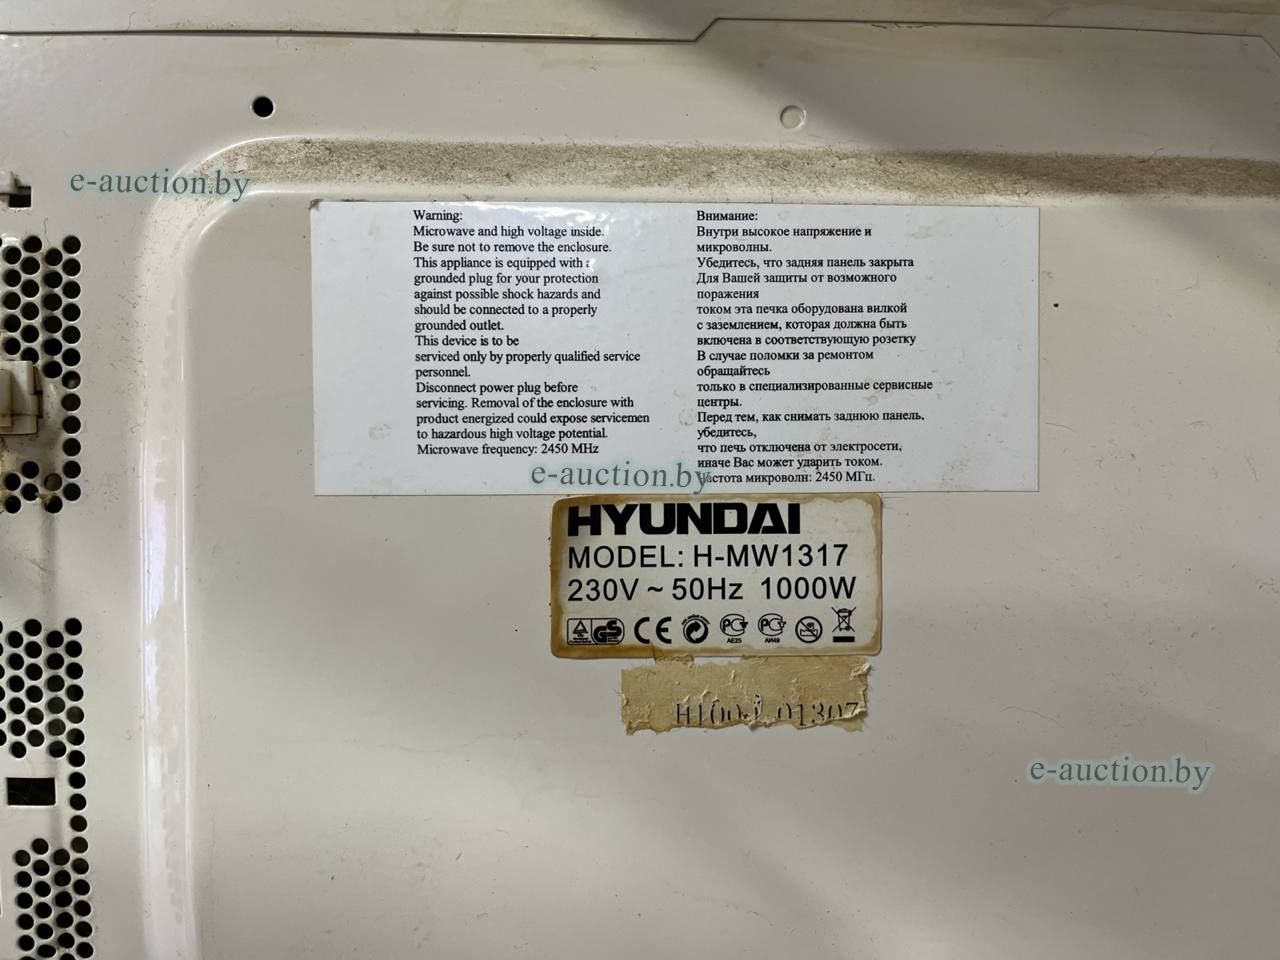 e-auction.by
Warning:
Microwave and high voltage inside.
Be sure not to remove the enclosure.
This appliance is equipped with a
grounded plug for your protection
against possible shock hazards and
should be connected to a properly
grounded outlet.
This device is to be
serviced only by properly qualified service
personnel.
Disconnect power plug before
servicing. Removal of the enclosure with
product energized could expose servicemen
to hazardous high voltage potential.
Microwave frequency: 2450 MHz
Внимание:
Внутри высокое напряжение и
микроволны.
Убедитесь, что задняя панель закрыта
Для Вашей защиты от возможного
поражения
током эта печка оборудована вилкой
с заземлением, которая должна быть
включена в соответствующую розетку
В случае поломки за ремонтом
обращайтесь
только в специализированные сервисные
центры.
Перед тем, как снимать заднюю панель,
убедитесь,
что печь отключена от электросети,
иначе Вас может ударить током.
Частота микроволн: 2450 МГц.
e-auction.by
HYUNDAI
MODEL: H-MW1317
230V ~ 50Hz 1000W
CE
AE25
АИ49
e-auction.by